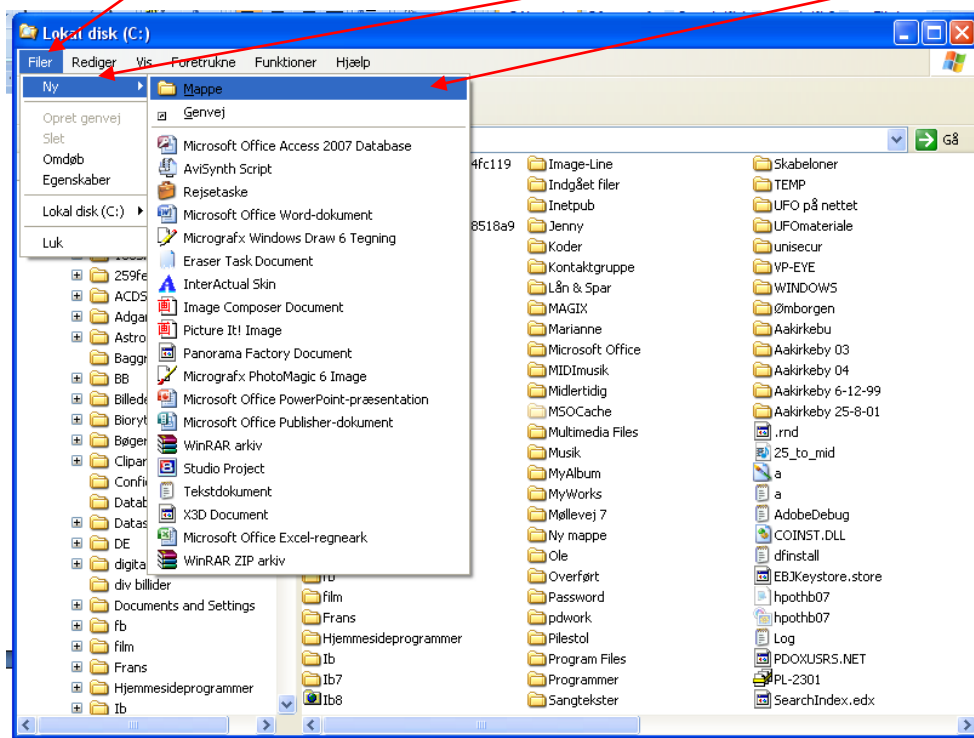 Lokal disk (C:)
Filer Rediger Vis Foretrukne Funktioner Hjælp
Ny
Opret genvej
Slet
Omdøb
Egenskaber
Lokal disk (C:)
Luk
Mappe
Genvej
Microsoft Office Access 2007 Database
AviSynth Script
Rejsetaske
Microsoft Office Word-dokument
Micrografx Windows Draw 6 Tegning
Eraser Task Document
InterActual Skin
Image Composer Document
Picture It! Image
Panorama Factory Document
Micrografx PhotoMagic 6 Image
Microsoft Office PowerPoint-præsentation
Microsoft Office Publisher-dokument
WinRAR arkiv
Studio Project
Tekstdokument
X3D Document
Microsoft Office Excel-regneark
WinRAR ZIP arkiv
Gå
259fe
ACDS
Adgar
Astro
Baggr
BB
Billede
Bioryt
Bøger
Clipar
Confi
Datab
Datas
DE
digita
div billider
Documents and Settings
fb
film
Frans
Hjemmesideprogrammer
Ib
4fc119
8518a9
fb
film
Frans
Hjemmesideprogrammer
Ib
Ib7
Ib8
Image-Line
Indgået filer
Inetpub
Jenny
Koder
Kontaktgruppe
Lån & Spar
MAGIX
Marianne
Microsoft Office
MIDImusik
Midlertidig
MSOCache
Multimedia Files
Musik
MyAlbum
MyWorks
Møllevej 7
Ny mappe
Ole
Overført
Password
pdwork
Pilestol
Program Files
Programmer
Sangtekster
Skabeloner
TEMP
UFO på nettet
UFOmateriale
unisecur
VP-EYE
WINDOWS
Ømborgen
Aakirkebu
Aakirkeby 03
Aakirkeby 04
Aakirkeby 6-12-99
Aakirkeby 25-8-01
.rnd
25_to_mid
a
a
AdobeDebug
COINST.DLL
dfinstall
EBJKeystore.store
hpothb07
hpothb07
Log
PDOXUSRS.NET
PL-2301
SearchIndex.edx